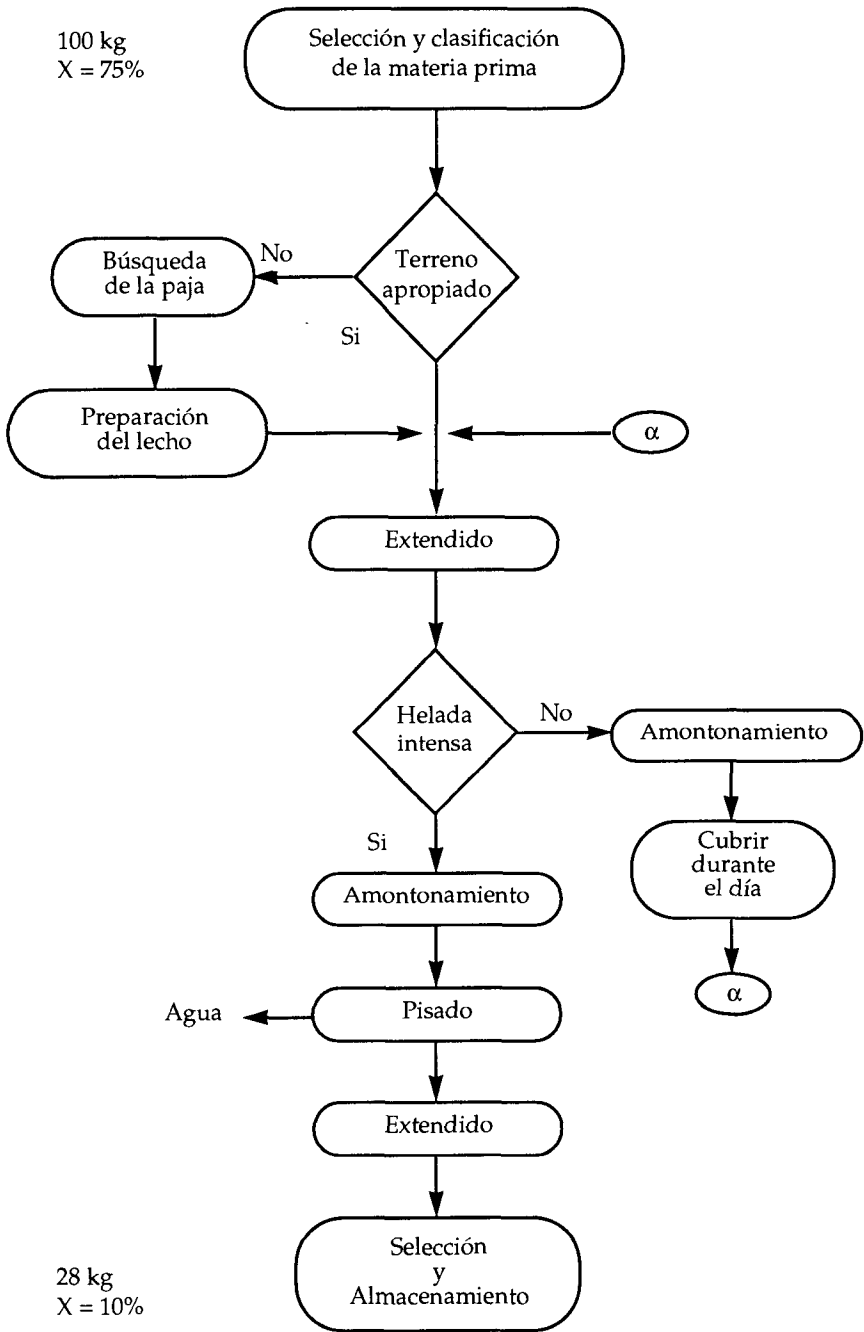 100 kg
X = 75%
Selección y clasificación
de la materia prima
Terreno
apropiado
No
Búsqueda
de la paja
Si
Preparación
del lecho
α
Extendido
Helada
intensa
No
Amontonamiento
Si
Cubrir
durante
el día
Amontonamiento
α
Agua
Pisado
Extendido
Selección
y
Almacenamiento
28 kg
X = 10%